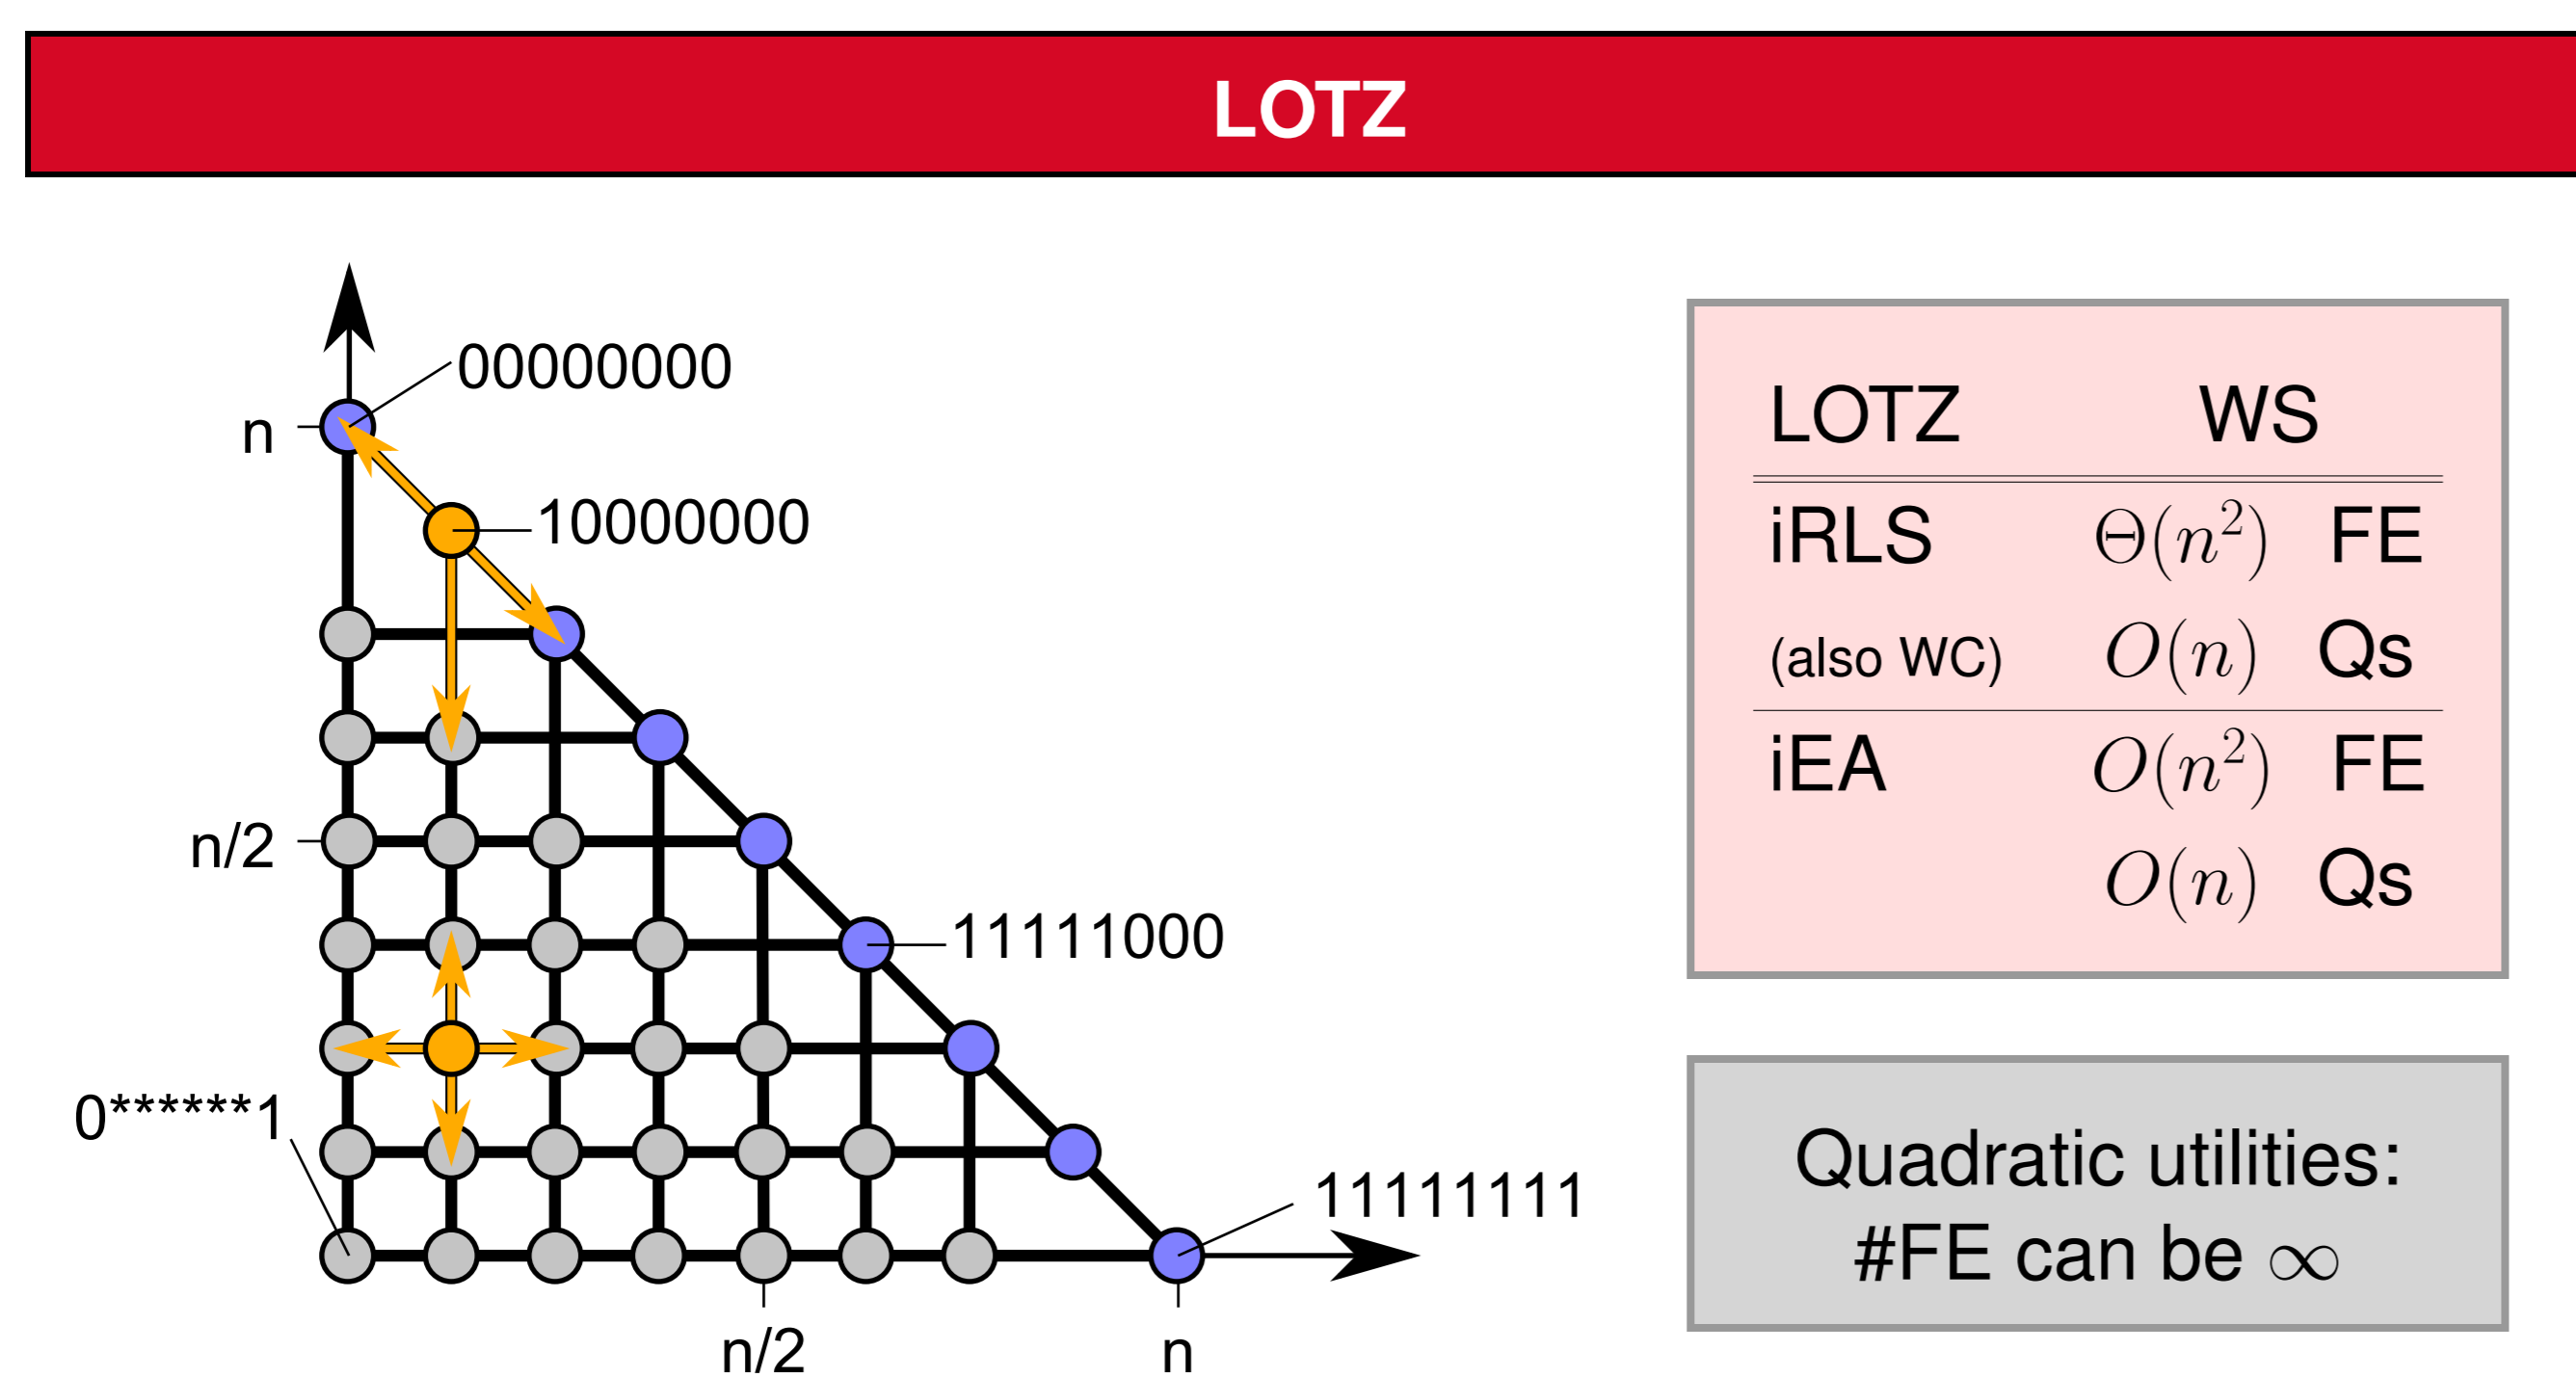 LOTZ
00000000
n
10000000
n/2
11111000
0******1
11111111
n/2 n
LOTZ WS
iRLS Θ(n²) FE
(also WC) O(n) Qs
iEA O(n²) FE
O(n) Qs
Quadratic utilities:
#FE can be ∞